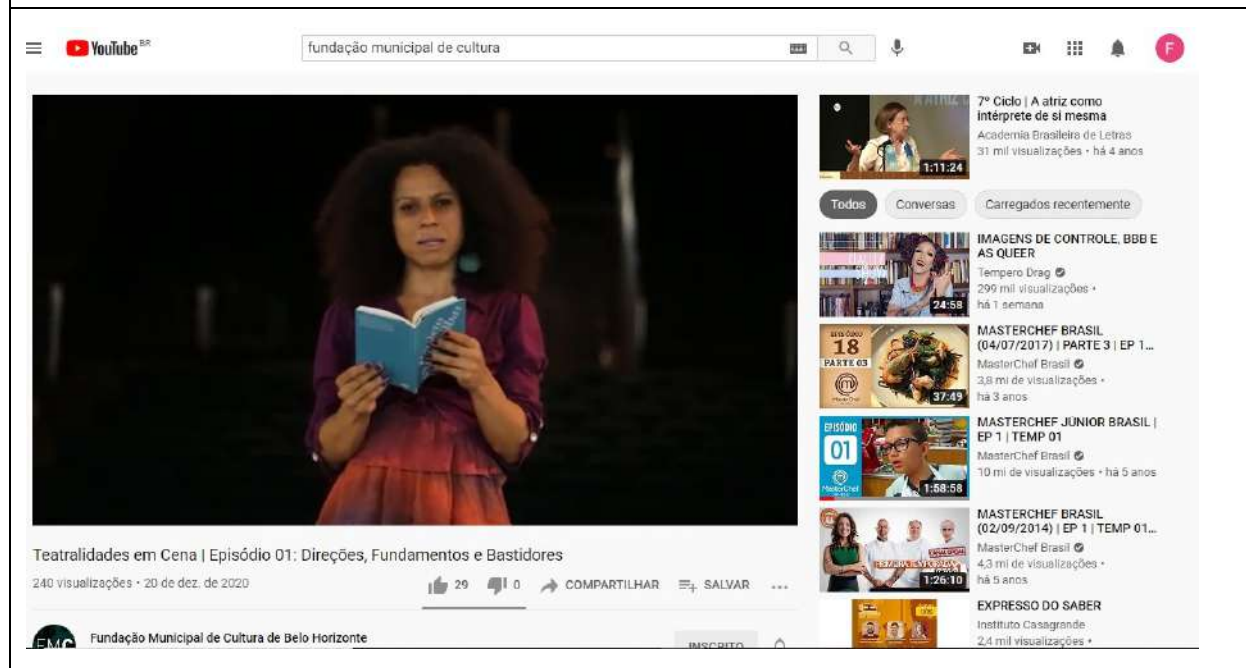 YouTube BR
fundação municipal de cultura
F
Teatralidades em Cena | Episódio 01: Direções, Fundamentos e Bastidores
240 visualizações • 20 de dez. de 2020
29
0
COMPARTILHAR
SALVAR
FMC
Fundação Municipal de Cultura de Belo Horizonte
INSCRITO
1:11:24
7º Ciclo | A atriz como
intérprete de si mesma
Academia Brasileira de Letras
31 mil visualizações • há 4 anos
Todos
Conversas
Carregados recentemente
24:58
IMAGENS DE CONTROLE, BBB E
AS QUEER
Tempero Drag
299 mil visualizações •
há 1 semana
EPISÓDIO
18
PARTE 03
37:49
MASTERCHEF BRASIL
(04/07/2017) | PARTE 3 | EP 1...
MasterChef Brasil
3,8 mi de visualizações •
há 3 anos
EPISÓDIO
01
MasterChef
1:58:58
MASTERCHEF JÚNIOR BRASIL |
EP 1 | TEMP 01
MasterChef Brasil
10 mi de visualizações • há 5 anos
1:26:10
MASTERCHEF BRASIL
(02/09/2014) | EP 1 | TEMP 01...
MasterChef Brasil
4,3 mi de visualizações •
há 5 anos
EXPRESSO DO SABER
Instituto Casagrande
2,4 mil visualizações •